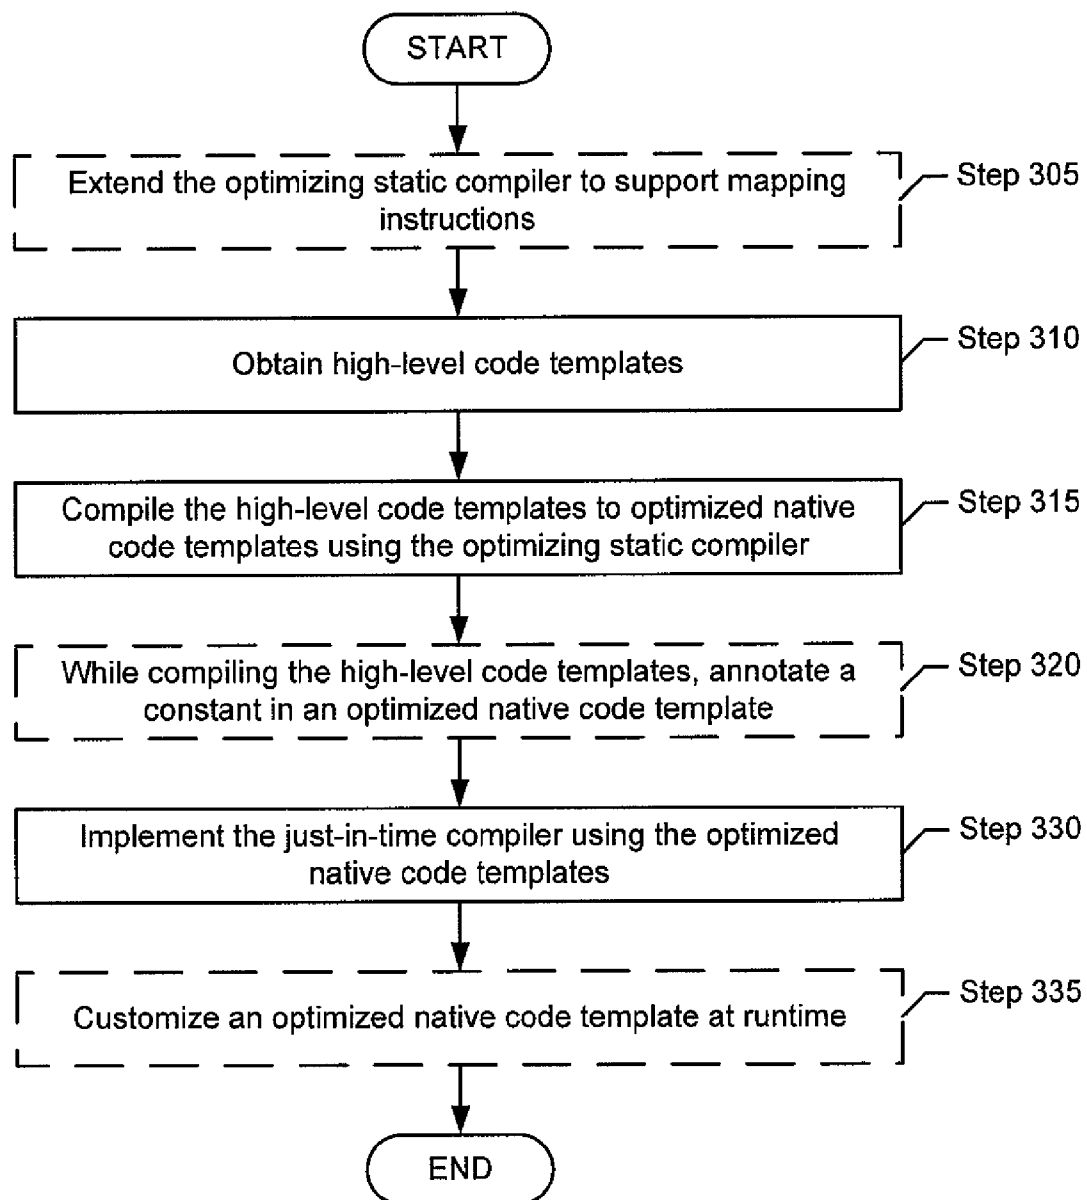 START
Extend the optimizing static compiler to support mapping
instructions
Step 305
Obtain high-level code templates
Step 310
Compile the high-level code templates to optimized native
code templates using the optimizing static compiler
Step 315
While compiling the high-level code templates, annotate a
constant in an optimized native code template
Step 320
Implement the just-in-time compiler using the optimized
native code templates
Step 330
Customize an optimized native code template at runtime
Step 335
END